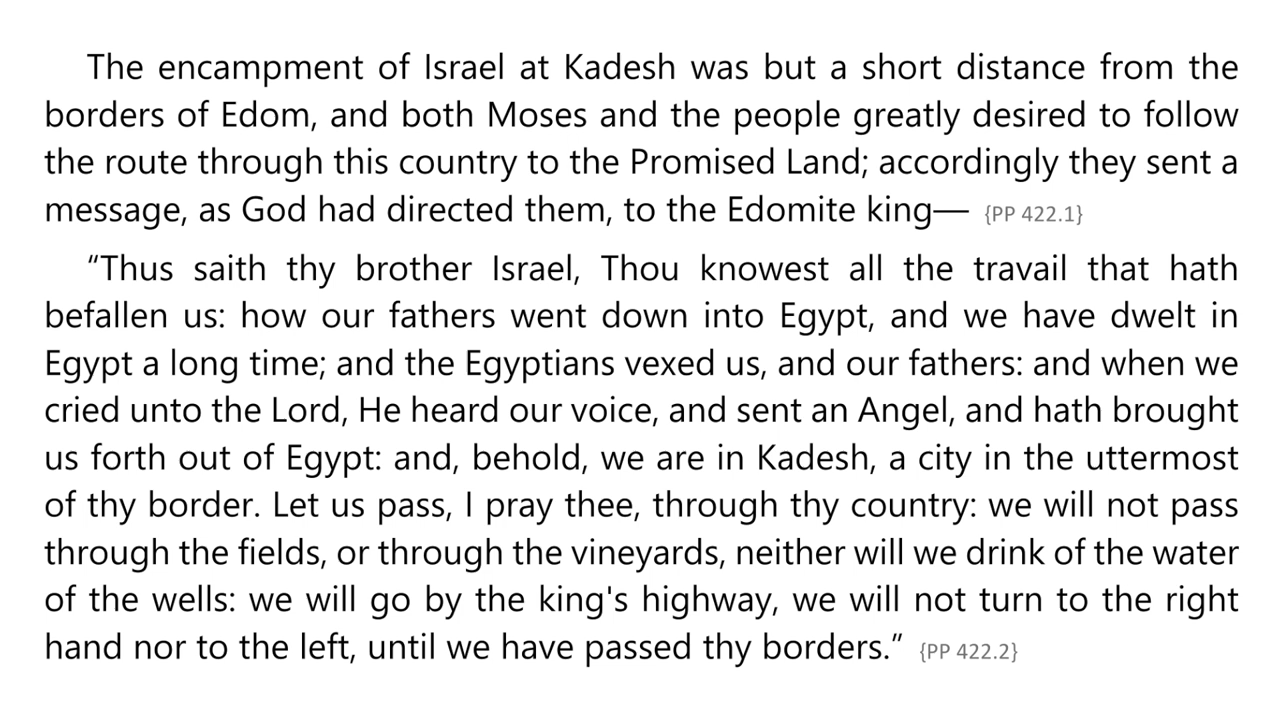 The encampment of Israel at Kadesh was but a short distance from the
borders of Edom, and both Moses and the people greatly desired to follow
the route through this country to the Promised Land; accordingly they sent a
message, as God had directed them, to the Edomite king— {PP 422.1}
“Thus saith thy brother Israel, Thou knowest all the travail that hath
befallen us: how our fathers went down into Egypt, and we have dwelt in
Egypt a long time; and the Egyptians vexed us, and our fathers: and when we
cried unto the Lord, He heard our voice, and sent an Angel, and hath brought
us forth out of Egypt: and, behold, we are in Kadesh, a city in the uttermost
of thy border. Let us pass, I pray thee, through thy country: we will not pass
through the fields, or through the vineyards, neither will we drink of the water
of the wells: we will go by the king's highway, we will not turn to the right
hand nor to the left, until we have passed thy borders.” {PP 422.2}